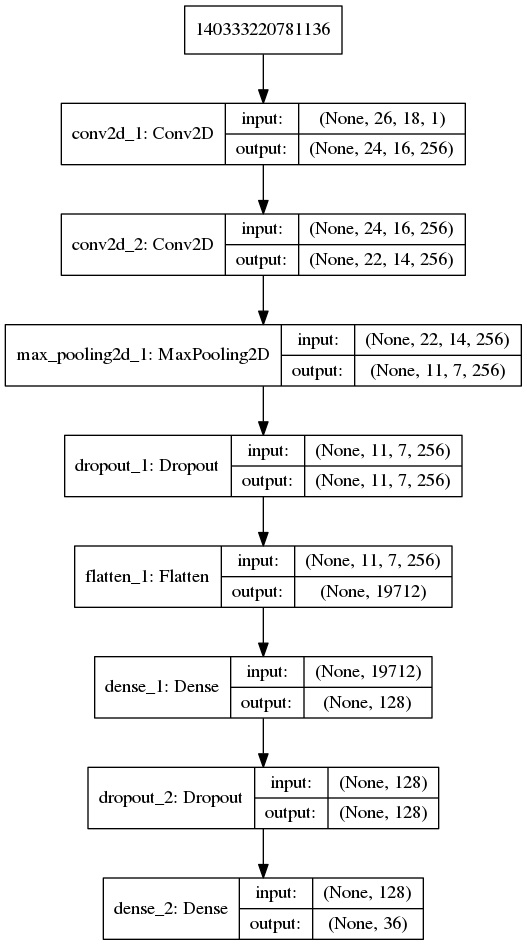 140333220781136
conv2d_1: Conv2D
input: (None, 26, 18, 1)
output: (None, 24, 16, 256)
conv2d_2: Conv2D
input: (None, 24, 16, 256)
output: (None, 22, 14, 256)
max_pooling2d_1: MaxPooling2D
input: (None, 22, 14, 256)
output: (None, 11, 7, 256)
dropout_1: Dropout
input: (None, 11, 7, 256)
output: (None, 11, 7, 256)
flatten_1: Flatten
input: (None, 11, 7, 256)
output: (None, 19712)
dense_1: Dense
input: (None, 19712)
output: (None, 128)
dropout_2: Dropout
input: (None, 128)
output: (None, 128)
dense_2: Dense
input: (None, 128)
output: (None, 36)